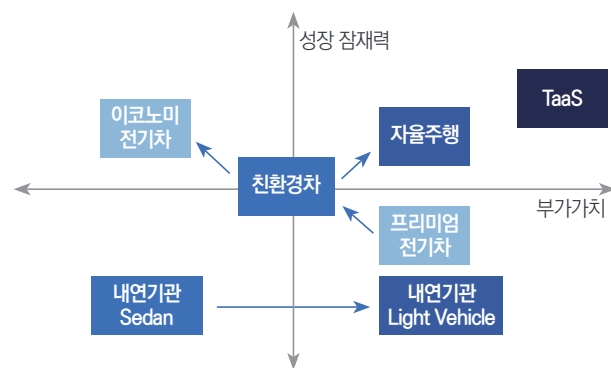 성장 잠재력
TaaS
이코노미
전기차
자율주행
친환경차
부가가치
프리미엄
전기차
내연기관
Sedan
내연기관
Light Vehicle